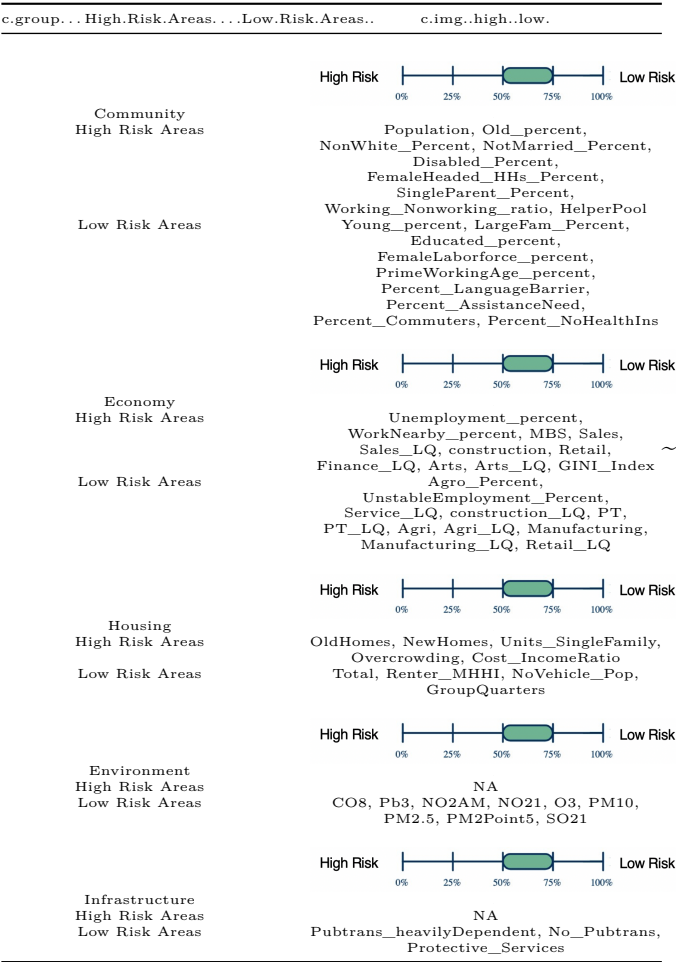 c.group...High.Risk.Areas....Low.Risk.Areas.. c.img..high..low.
High Risk Low Risk
0% 25% 50% 75% 100%
Community
High Risk Areas Population, Old_percent,
NonWhite_Percent, NotMarried_Percent,
Disabled_Percent,
FemaleHeaded_HHs_Percent,
SingleParent_Percent,
Working_Nonworking_ratio, HelperPool
Low Risk Areas Young_percent, LargeFam_Percent,
Educated_percent,
FemaleLaborforce_percent,
PrimeWorkingAge_percent,
Percent_LanguageBarrier,
Percent_AssistanceNeed,
Percent_Commuters, Percent_NoHealthIns
High Risk Low Risk
0% 25% 50% 75% 100%
Economy
High Risk Areas Unemployment_percent,
WorkNearby_percent, MBS, Sales,
Sales_LQ, construction, Retail, ~
Finance_LQ, Arts, Arts_LQ, GINI_Index
Low Risk Areas Agro_Percent,
UnstableEmployment_Percent,
Service_LQ, construction_LQ, PT,
PT_LQ, Agri, Agri_LQ, Manufacturing,
Manufacturing_LQ, Retail_LQ
High Risk Low Risk
0% 25% 50% 75% 100%
Housing
High Risk Areas OldHomes, NewHomes, Units_SingleFamily,
Overcrowding, Cost_IncomeRatio
Low Risk Areas Total, Renter_MHHI, NoVehicle_Pop,
GroupQuarters
High Risk Low Risk
0% 25% 50% 75% 100%
Environment
High Risk Areas NA
Low Risk Areas CO8, Pb3, NO2AM, NO21, O3, PM10,
PM2.5, PM2Point5, SO21
High Risk Low Risk
0% 25% 50% 75% 100%
Infrastructure
High Risk Areas NA
Low Risk Areas Pubtrans_heavilyDependent, No_Pubtrans,
Protective_Services